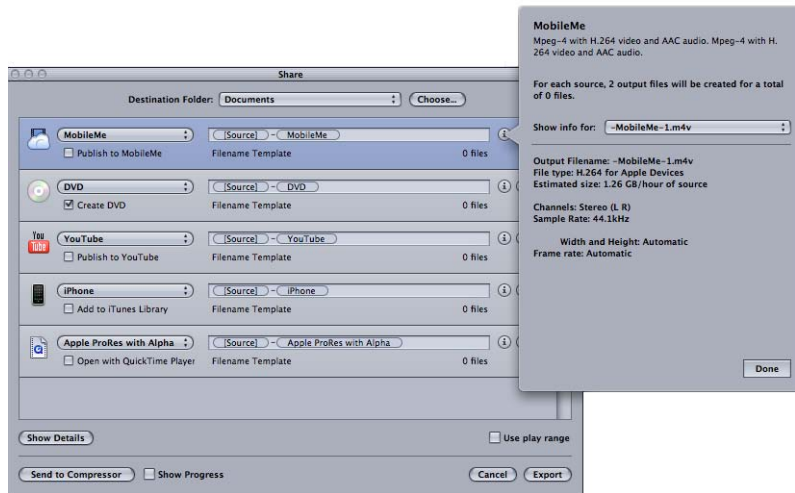 Share
Destination Folder: Documents Choose...
MobileMe [Source] - MobileMe
Publish to MobileMe Filename Template 0 files
DVD [Source] - DVD
Create DVD Filename Template 0 files
You Tube
YouTube [Source] - YouTube
Publish to YouTube Filename Template 0 files
iPhone [Source] - iPhone
Add to iTunes Library Filename Template 0 files
Apple ProRes with Alpha [Source] - Apple ProRes with Alpha
Open with QuickTime Player Filename Template 0 files
Show Details Use play range
Send to Compressor Show Progress Cancel Export
MobileMe
Mpeg-4 with H.264 video and AAC audio. Mpeg-4 with H.
264 video and AAC audio.
For each source, 2 output files will be created for a total
of 0 files.
Show info for: -MobileMe-1.m4v
Output Filename: -MobileMe-1.m4v
File type: H.264 for Apple Devices
Estimated size: 1.26 GB/hour of source
Channels: Stereo (L R)
Sample Rate: 44.1kHz
Width and Height: Automatic
Frame rate: Automatic
Done